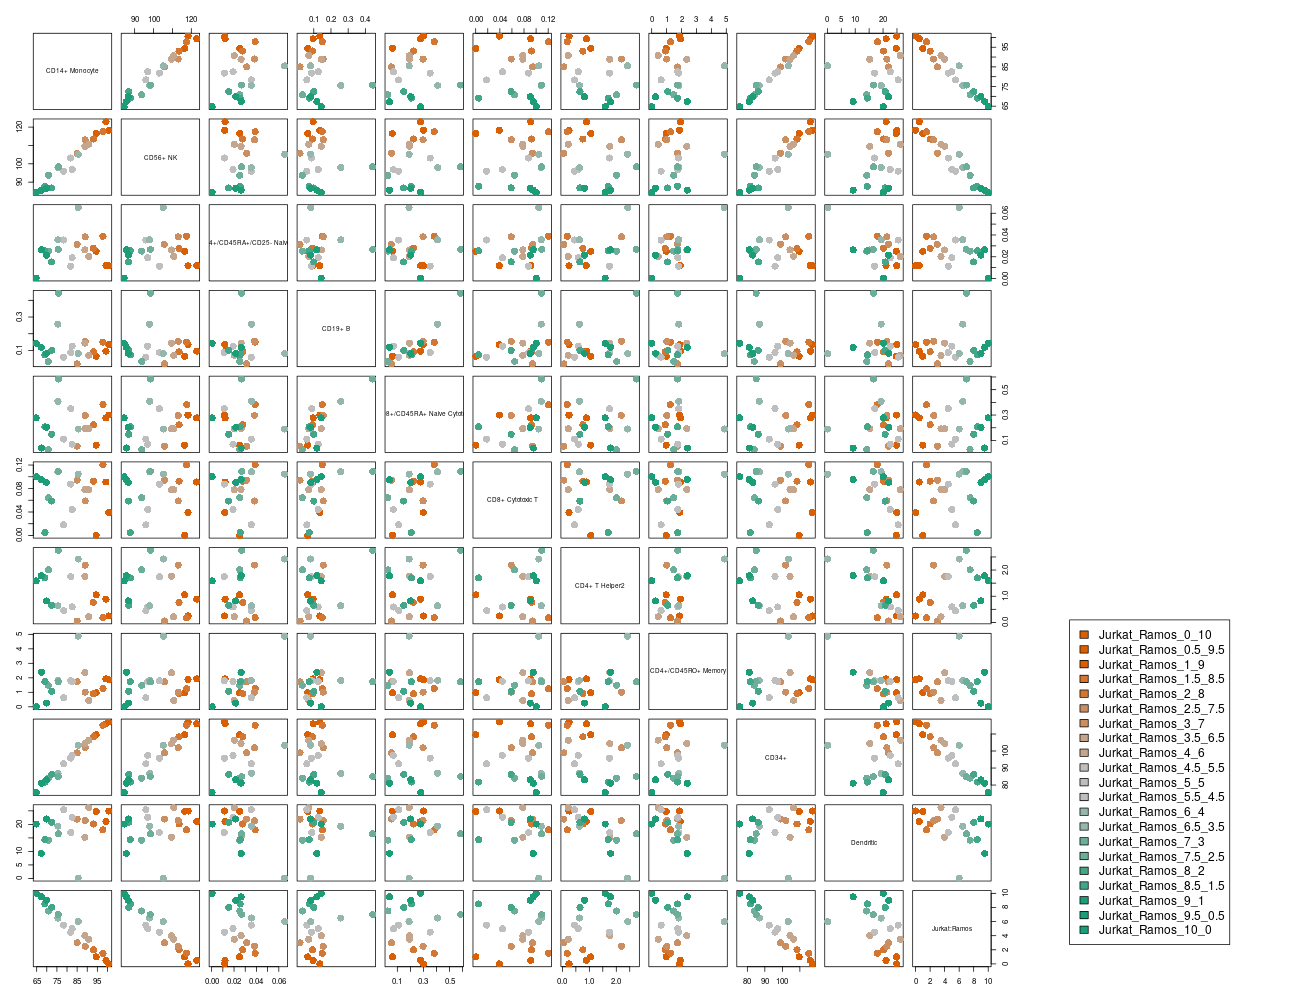 90 100 120
0.1 0.2 0.3 0.4
0.00 0.04 0.08 0.12
0 1 2 3 4 5
0 5 10 20
CD14+ Monocyte
65 75 85 95
90 100 120
CD56+ NK
4+/CD45RA+/CD25- Naiv
0.00 0.02 0.04 0.06
0.1 0.3
CD19+ B
8+/CD45RA+ Naive Cytot
0.1 0.3 0.5
0.00 0.04 0.08 0.12
CD8+ Cytotoxic T
CD4+ T Helper2
0.0 1.0 2.0
0 1 2 3 4 5
CD4+/CD45RO+ Memory
CD34+
80 90 100
0 5 10 20
Dendritic
Jurkat:Ramos
0 2 4 6 8 10
65 75 85 95
0.00 0.02 0.04 0.06
0.1 0.3 0.5
0.0 1.0 2.0
80 90 100
0 2 4 6 8 10
Jurkat_Ramos_0_10
Jurkat_Ramos_0.5_9.5
Jurkat_Ramos_1_9
Jurkat_Ramos_1.5_8.5
Jurkat_Ramos_2_8
Jurkat_Ramos_2.5_7.5
Jurkat_Ramos_3_7
Jurkat_Ramos_3.5_6.5
Jurkat_Ramos_4_6
Jurkat_Ramos_4.5_5.5
Jurkat_Ramos_5_5
Jurkat_Ramos_5.5_4.5
Jurkat_Ramos_6_4
Jurkat_Ramos_6.5_3.5
Jurkat_Ramos_7_3
Jurkat_Ramos_7.5_2.5
Jurkat_Ramos_8_2
Jurkat_Ramos_8.5_1.5
Jurkat_Ramos_9_1
Jurkat_Ramos_9.5_0.5
Jurkat_Ramos_10_0